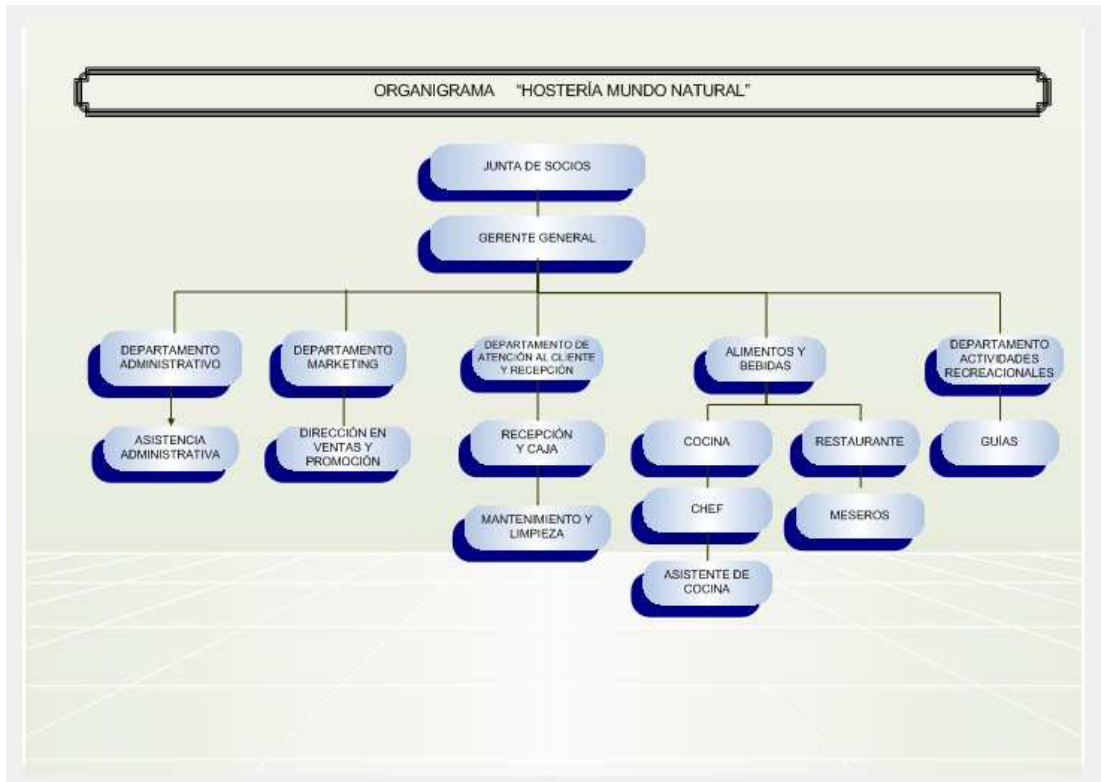 ORGANIGRAMA "HOSTERÍA MUNDO NATURAL"
JUNTA DE SOCIOS
GERENTE GENERAL
DEPARTAMENTO
ADMINISTRATIVO
DEPARTAMENTO
MARKETING
DEPARTAMENTO DE
ATENCIÓN AL CLIENTE
Y RECEPCIÓN
ALIMENTOS Y
BEBIDAS
DEPARTAMENTO
ACTIVIDADES
RECREACIONALES
ASISTENCIA
ADMINISTRATIVA
DIRECCIÓN EN
VENTAS Y
PROMOCIÓN
RECEPCIÓN
Y CAJA
COCINA
RESTAURANTE
GUÍAS
MANTENIMIENTO Y
LIMPIEZA
CHEF
MESEROS
ASISTENTE DE
COCINA